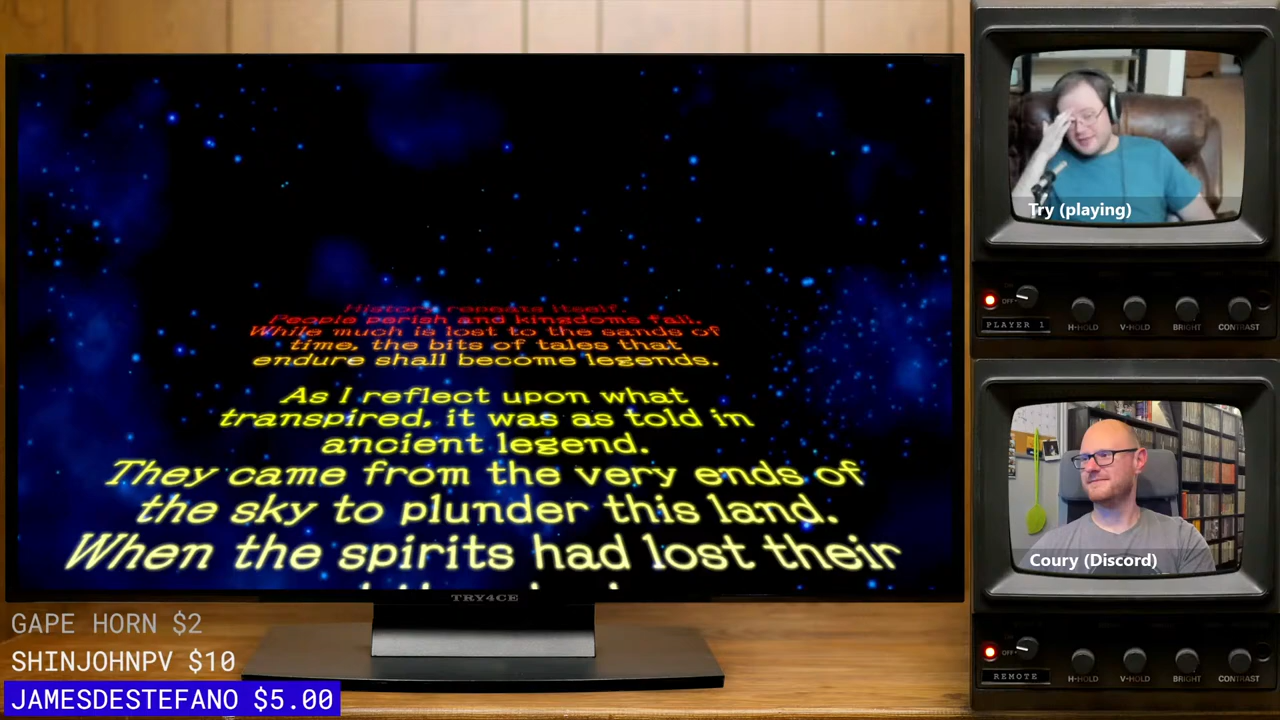 History repeats itself.
People perish and kingdoms fall.
While much is lost to the sands of
time, the bits of tales that
endure shall become legends.
As I reflect upon what
transpired, it was as told in
ancient legend.
They came from the very ends of
the sky to plunder this land.
When the spirits had lost their
TRY4CE
GAPE HORN $2
SHINJOHNPV $10
JAMESDESTEFANO $5.00
Try (playing)
OFF
PLAYER 1
H-HOLD
V-HOLD
BRIGHT
CONTRAST
Coury (Discord)
OFF
REMOTE
H-HOLD
V-HOLD
BRIGHT
CONTRAST